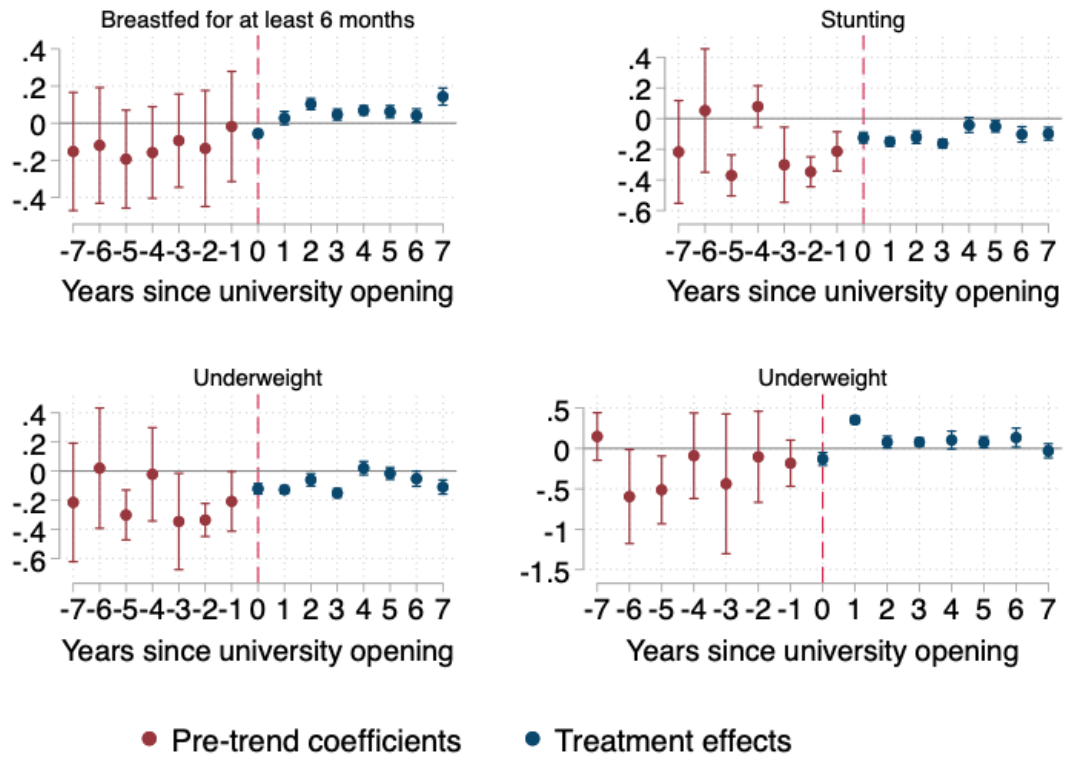 Breastfed for at least 6 months
.4
.2
0
-.2
-.4
-7 -6 -5 -4 -3 -2 -1 0 1 2 3 4 5 6 7
Years since university opening
Stunting
.4
.2
0
-.2
-.4
-.6
-7 -6 -5 -4 -3 -2 -1 0 1 2 3 4 5 6 7
Years since university opening
Underweight
.4
.2
0
-.2
-.4
-.6
-7 -6 -5 -4 -3 -2 -1 0 1 2 3 4 5 6 7
Years since university opening
Underweight
.5
0
-.5
-1
-1.5
-7 -6 -5 -4 -3 -2 -1 0 1 2 3 4 5 6 7
Years since university opening
Pre-trend coefficients
Treatment effects